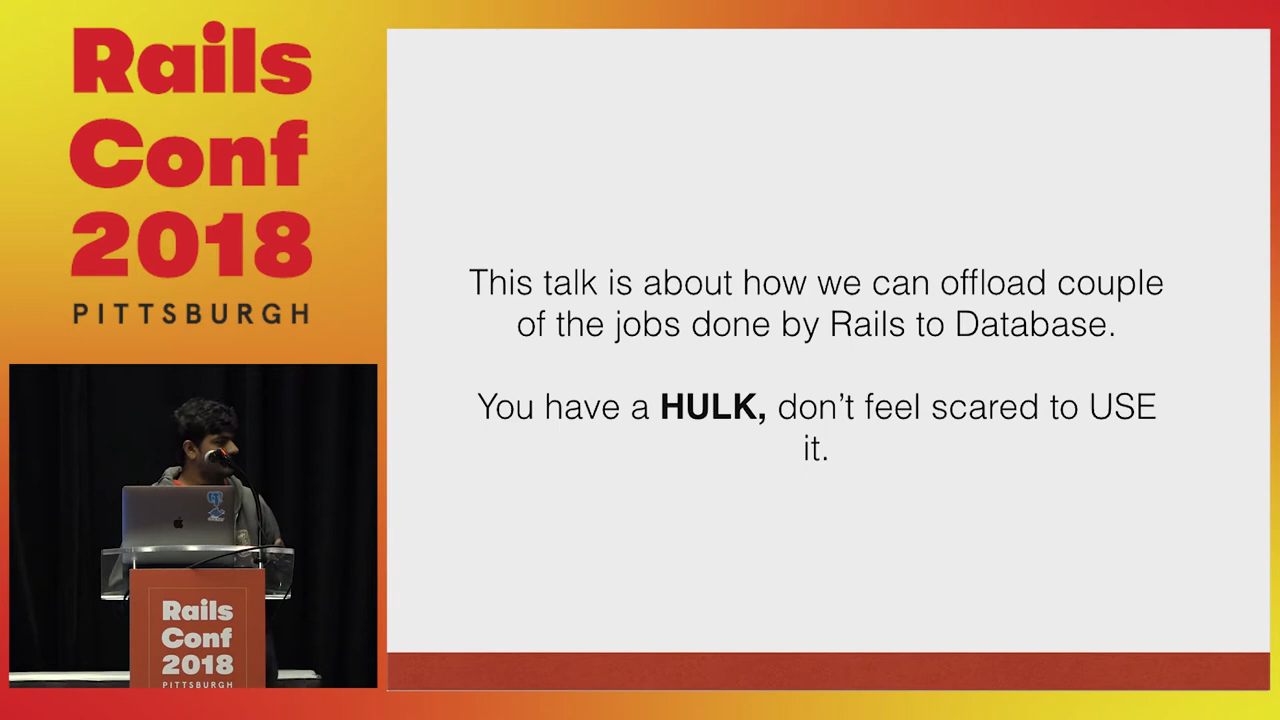 Rails
Conf
2018
PITTSBURGH
This talk is about how we can offload couple
of the jobs done by Rails to Database.
You have a HULK, don't feel scared to USE
it.
Rails
Conf
2018
PITTSBURGH